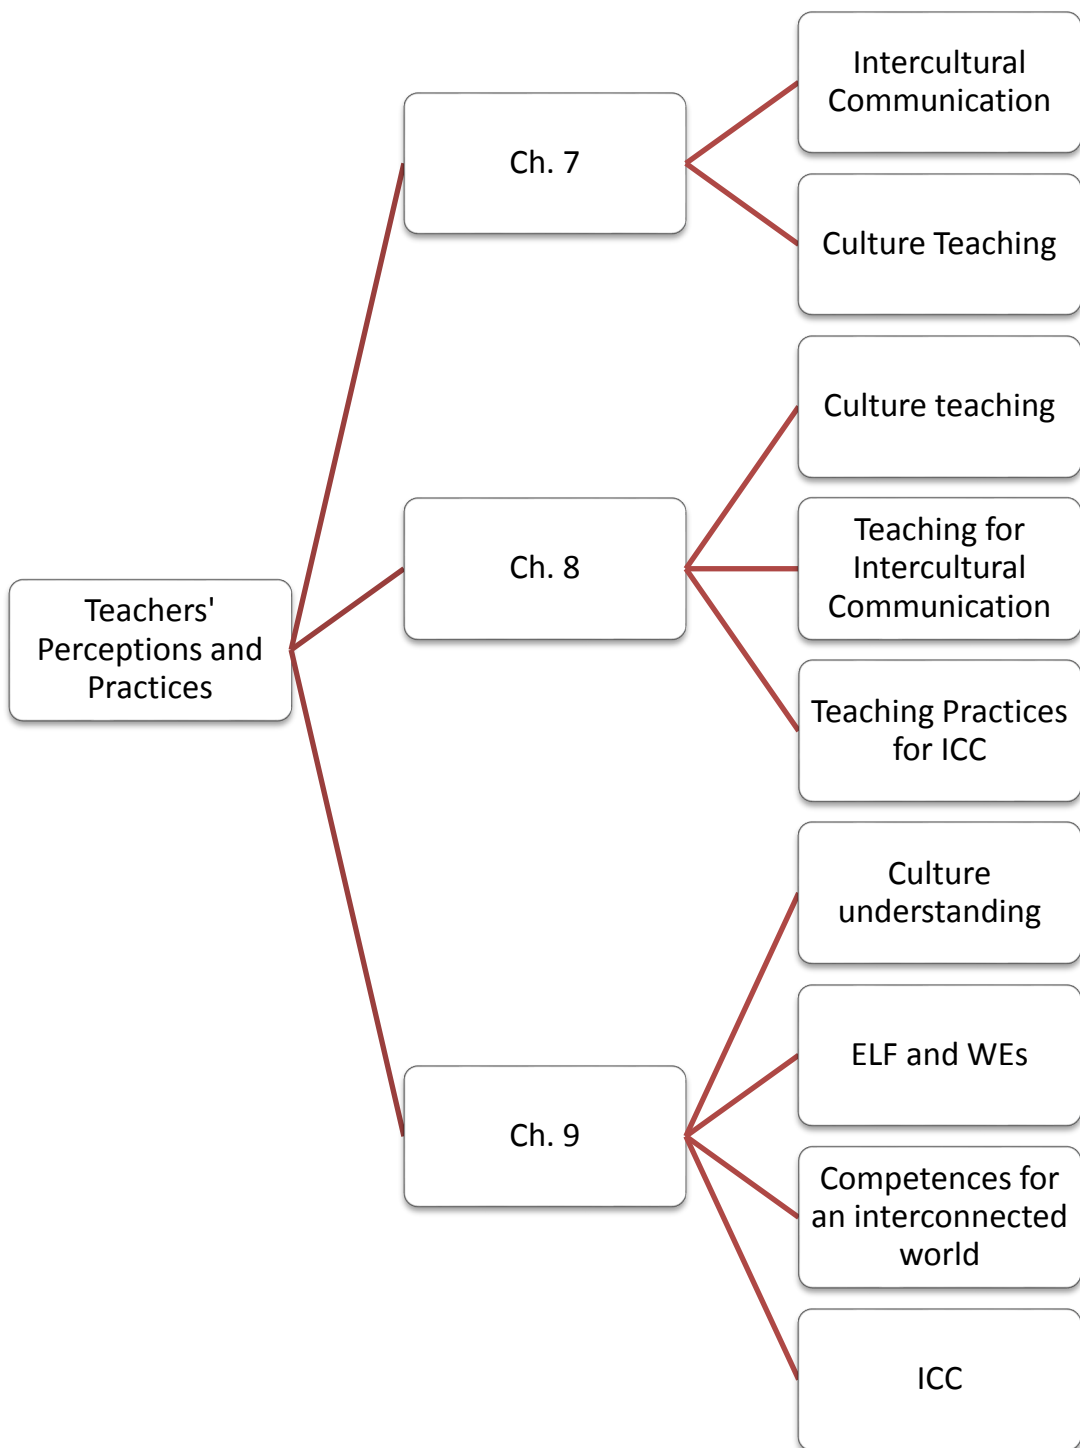 Teachers'
Perceptions and
Practices
Ch. 7
Intercultural
Communication
Culture Teaching
Ch. 8
Culture teaching
Teaching for
Intercultural
Communication
Teaching Practices
for ICC
Ch. 9
Culture
understanding
ELF and WEs
Competences for
an interconnected
world
ICC